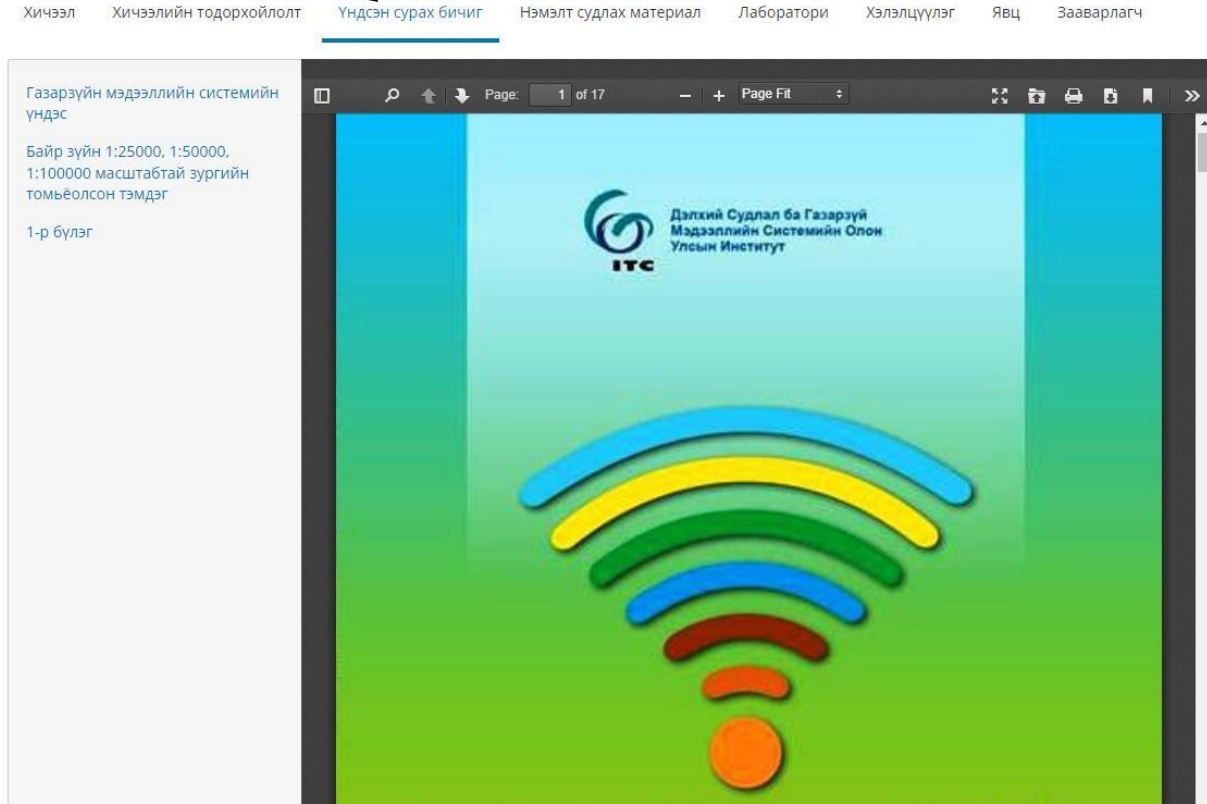 Хичээл Хичээлийн тодорхойлолт Үндсэн сурах бичиг Нэмэлт судлах материал Лаборатори Хэлэлцүүлэг Явц Зааварлагч
Газарзүйн мэдээллийн системийн
үндэс
Байр зүйн 1:25000, 1:50000,
1:100000 масштабтай зургийн
томьёолсон тэмдэг
1-р бүлэг
Page: 1 of 17 Page Fit
Дэлхий Судлал ба Газарзүй
Мэдээллийн Системийн Олон
Улсын Институт
ITC